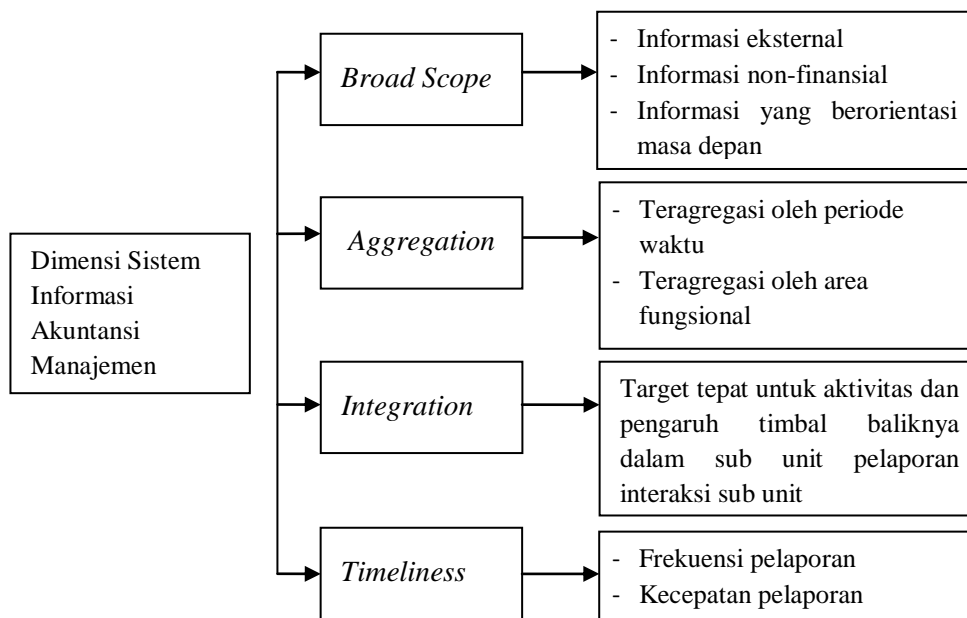 Dimensi Sistem
Informasi
Akuntansi
Manajemen
Broad Scope
- Informasi eksternal
- Informasi non-finansial
- Informasi yang berorientasi
masa depan
Aggregation
- Teragregasi oleh periode
waktu
- Teragregasi oleh area
fungsional
Integration
Target tepat untuk aktivitas dan
pengaruh timbal baliknya
dalam sub unit pelaporan
interaksi sub unit
Timeliness
- Frekuensi pelaporan
- Kecepatan pelaporan